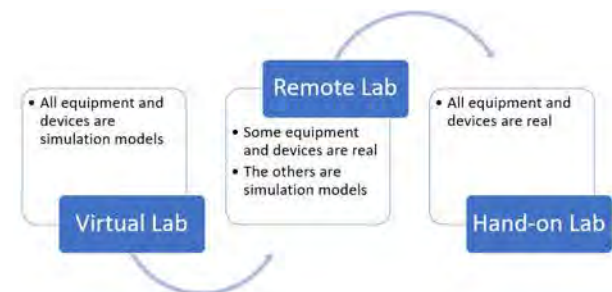 • All equipment and
devices are
simulation models
Virtual Lab
Remote Lab
• Some equipment
and devices are real
• The others are
simulation models
• All equipment and
devices are real
Hand-on Lab